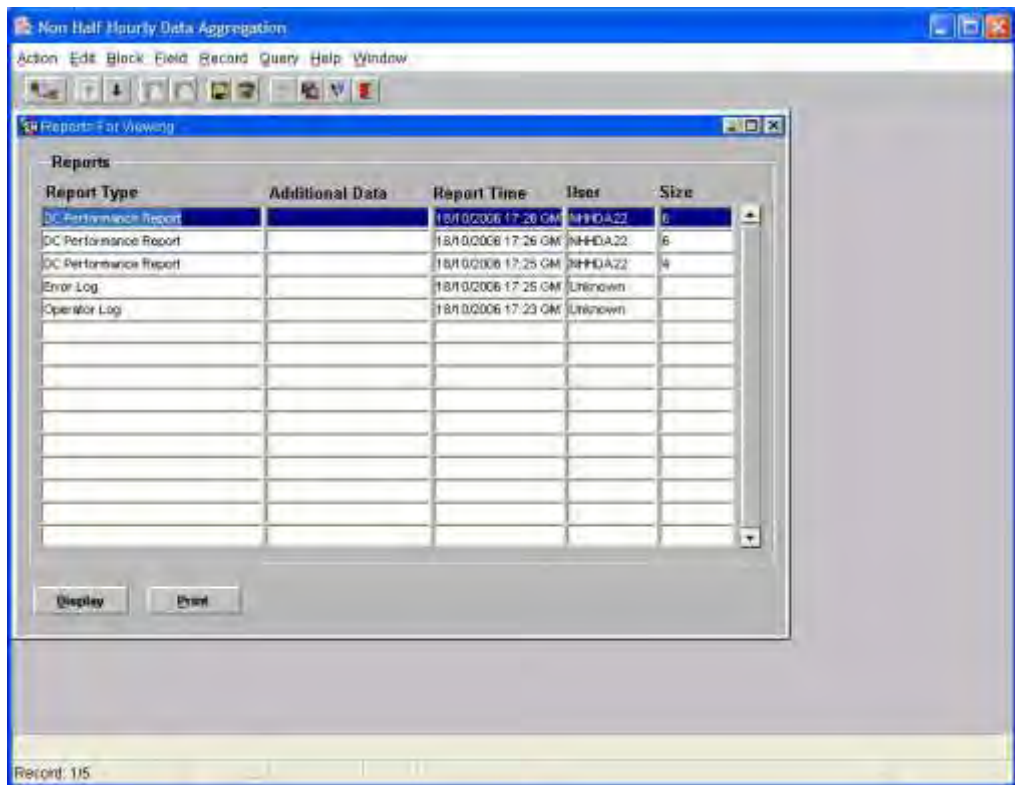 Non Half Hourly Data Aggregation
Action Edit Block Field Record Query Help Window
Reports For Viewing
Reports
Report Type Additional Data Report Time User Size
DC Performance Report 18/10/2006 17:28 GM NHHDA22 6
DC Performance Report 18/10/2006 17:26 GM NHHDA22 6
DC Performance Report 18/10/2006 17:25 GM NHHDA22 4
Error Log 18/10/2006 17:25 GM Unknown
Operator Log 18/10/2006 17:23 GM Unknown
Display Print
Record: 1/5